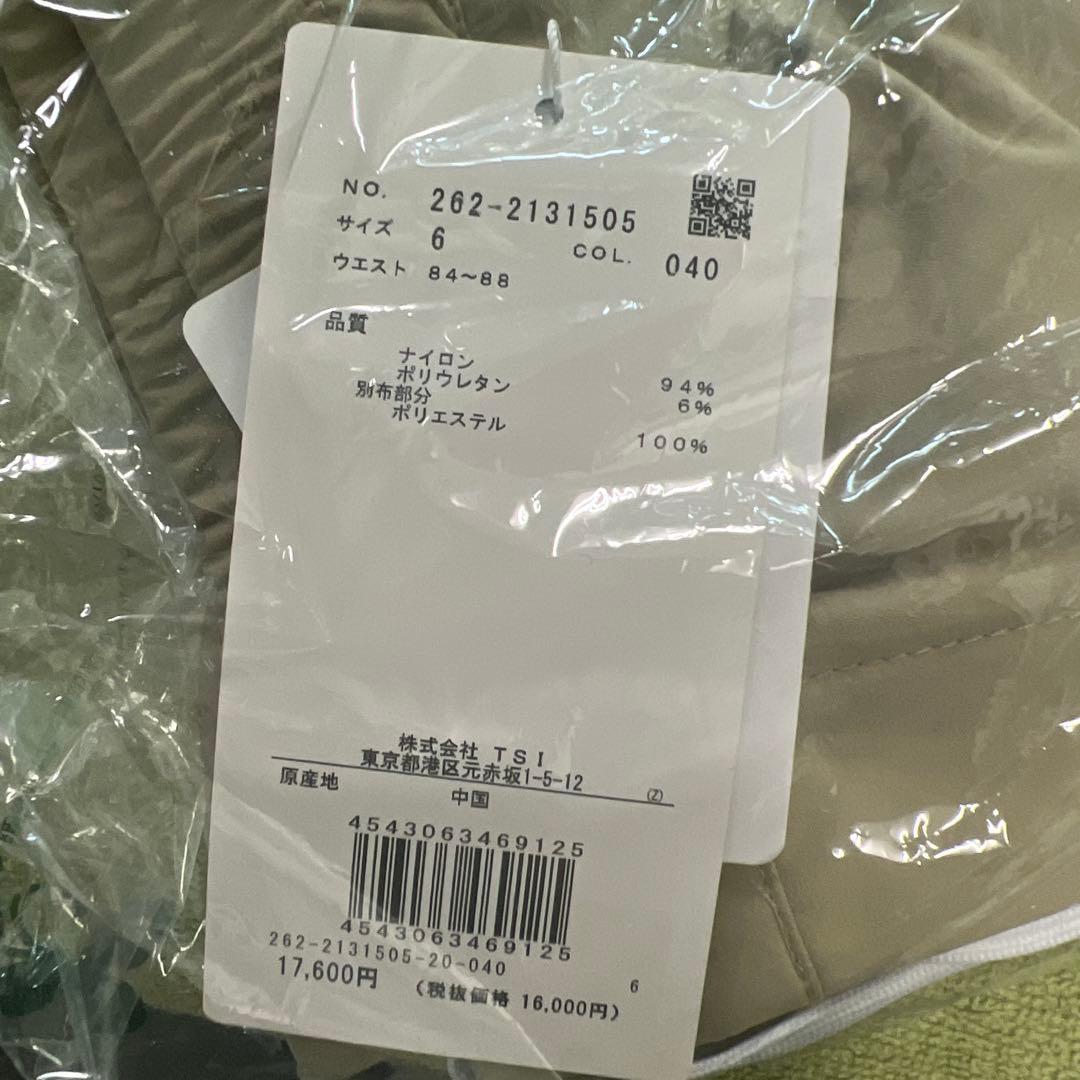 NO. 262-2131505
サイズ 6 COL. 040
ウエスト 84～88
品質
ナイロン 94%
ポリウレタン 6%
別布部分
ポリエステル 100%
株式会社 TSI
東京都港区元赤坂1-5-12 (Z)
原産地 中国
4543063469125
4543063469125
262-2131505-20-040 6
17,600円 (税抜価格 16,000円)